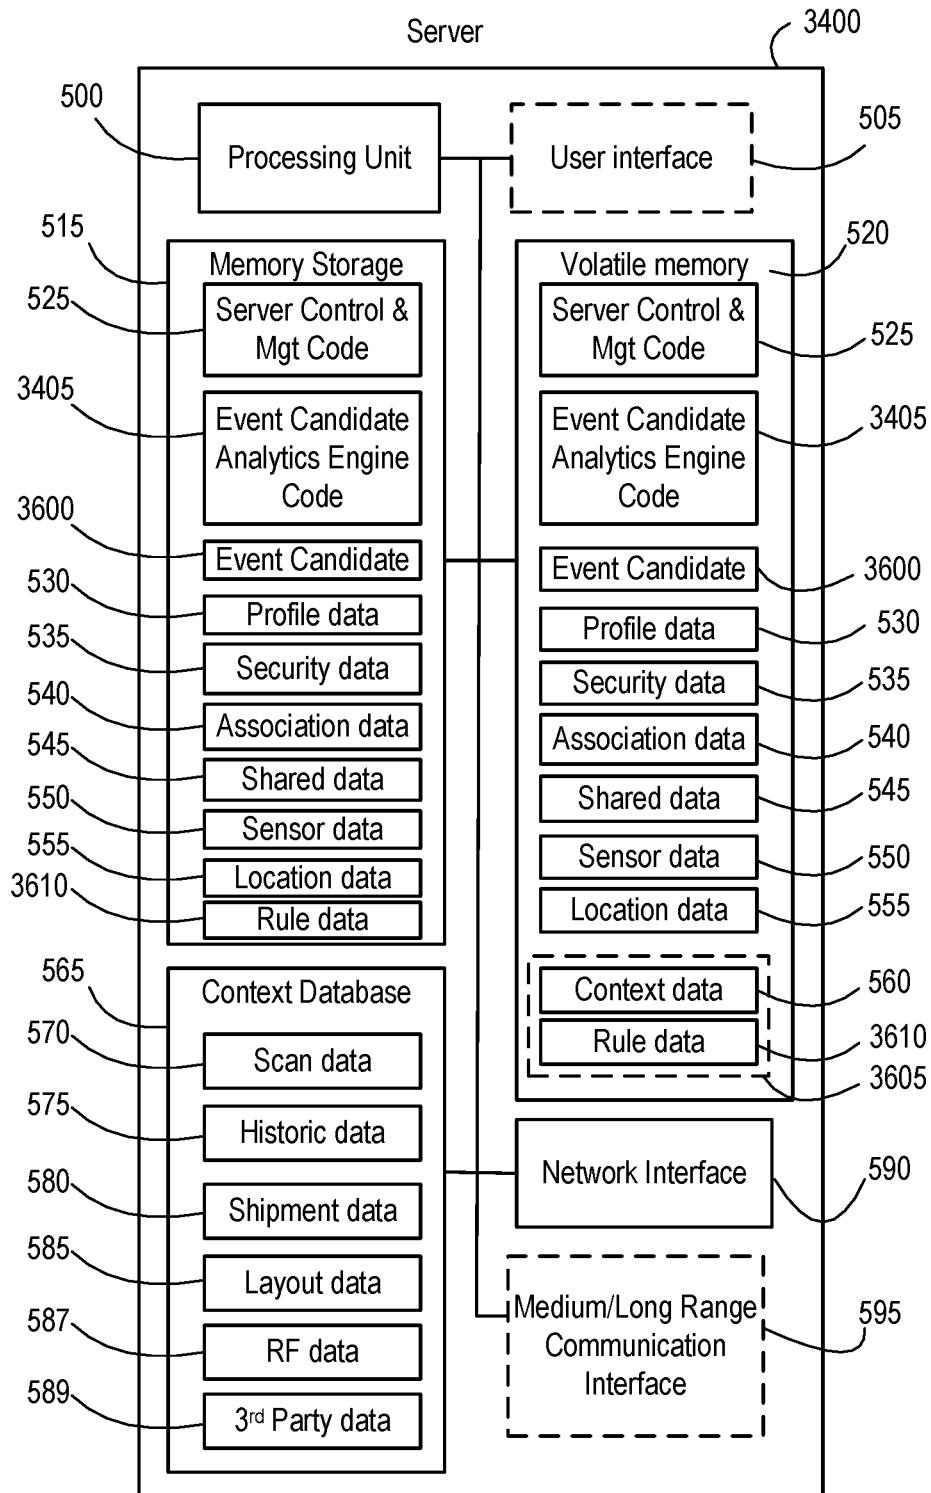 Server
3400
500
Processing Unit
User interface
505
515
Memory Storage
525
Server Control &
Mgt Code
3405
Event Candidate
Analytics Engine
Code
3600
Event Candidate
530
Profile data
535
Security data
540
Association data
545
Shared data
550
Sensor data
555
Location data
3610
Rule data
520
Volatile memory
Server Control &
Mgt Code
525
Event Candidate
Analytics Engine
Code
3405
Event Candidate
3600
Profile data
530
Security data
535
Association data
540
Shared data
545
Sensor data
550
Location data
555
Context data
560
Rule data
3610
3605
565
Context Database
570
Scan data
575
Historic data
580
Shipment data
585
Layout data
587
RF data
589
3rd Party data
Network Interface
590
Medium/Long Range
Communication
Interface
595